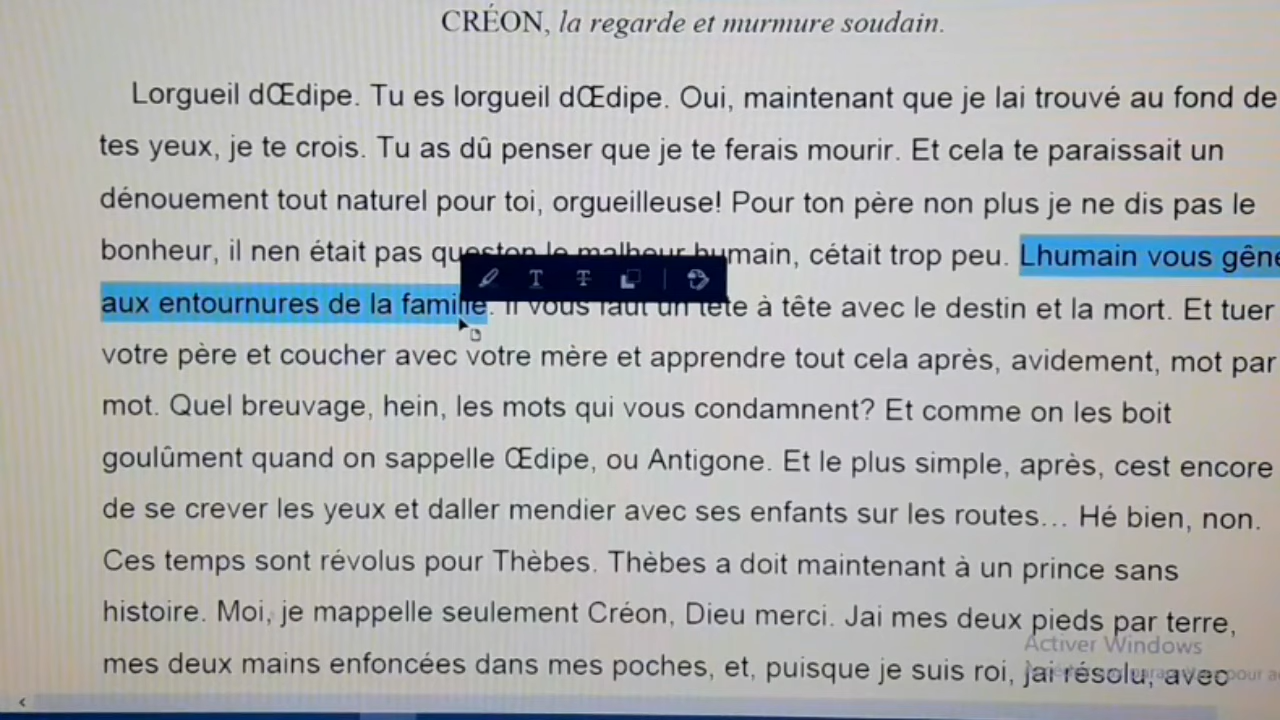 CRÉON, la regarde et murmure soudain.
Lorgueil dŒdipe. Tu es lorgueil dŒdipe. Oui, maintenant que je lai trouvé au fond de
tes yeux, je te crois. Tu as dû penser que je te ferais mourir. Et cela te paraissait un
dénouement tout naturel pour toi, orgueilleuse! Pour ton père non plus je ne dis pas le
bonheur, il nen était pas queston le malheur humain, cétait trop peu. Lhumain vous gêne
aux entournures de la famille. Il vous faut un tête à tête avec le destin et la mort. Et tuer
votre père et coucher avec votre mère et apprendre tout cela après, avidement, mot par
mot. Quel breuvage, hein, les mots qui vous condamnent? Et comme on les boit
goulûment quand on sappelle Œdipe, ou Antigone. Et le plus simple, après, cest encore
de se crever les yeux et daller mendier avec ses enfants sur les routes… Hé bien, non.
Ces temps sont révolus pour Thèbes. Thèbes a doit maintenant à un prince sans
histoire. Moi, je mappelle seulement Créon, Dieu merci. Jai mes deux pieds par terre,
Activer Windows
mes deux mains enfoncées dans mes poches, et, puisque je suis roi, jai résolu, avec